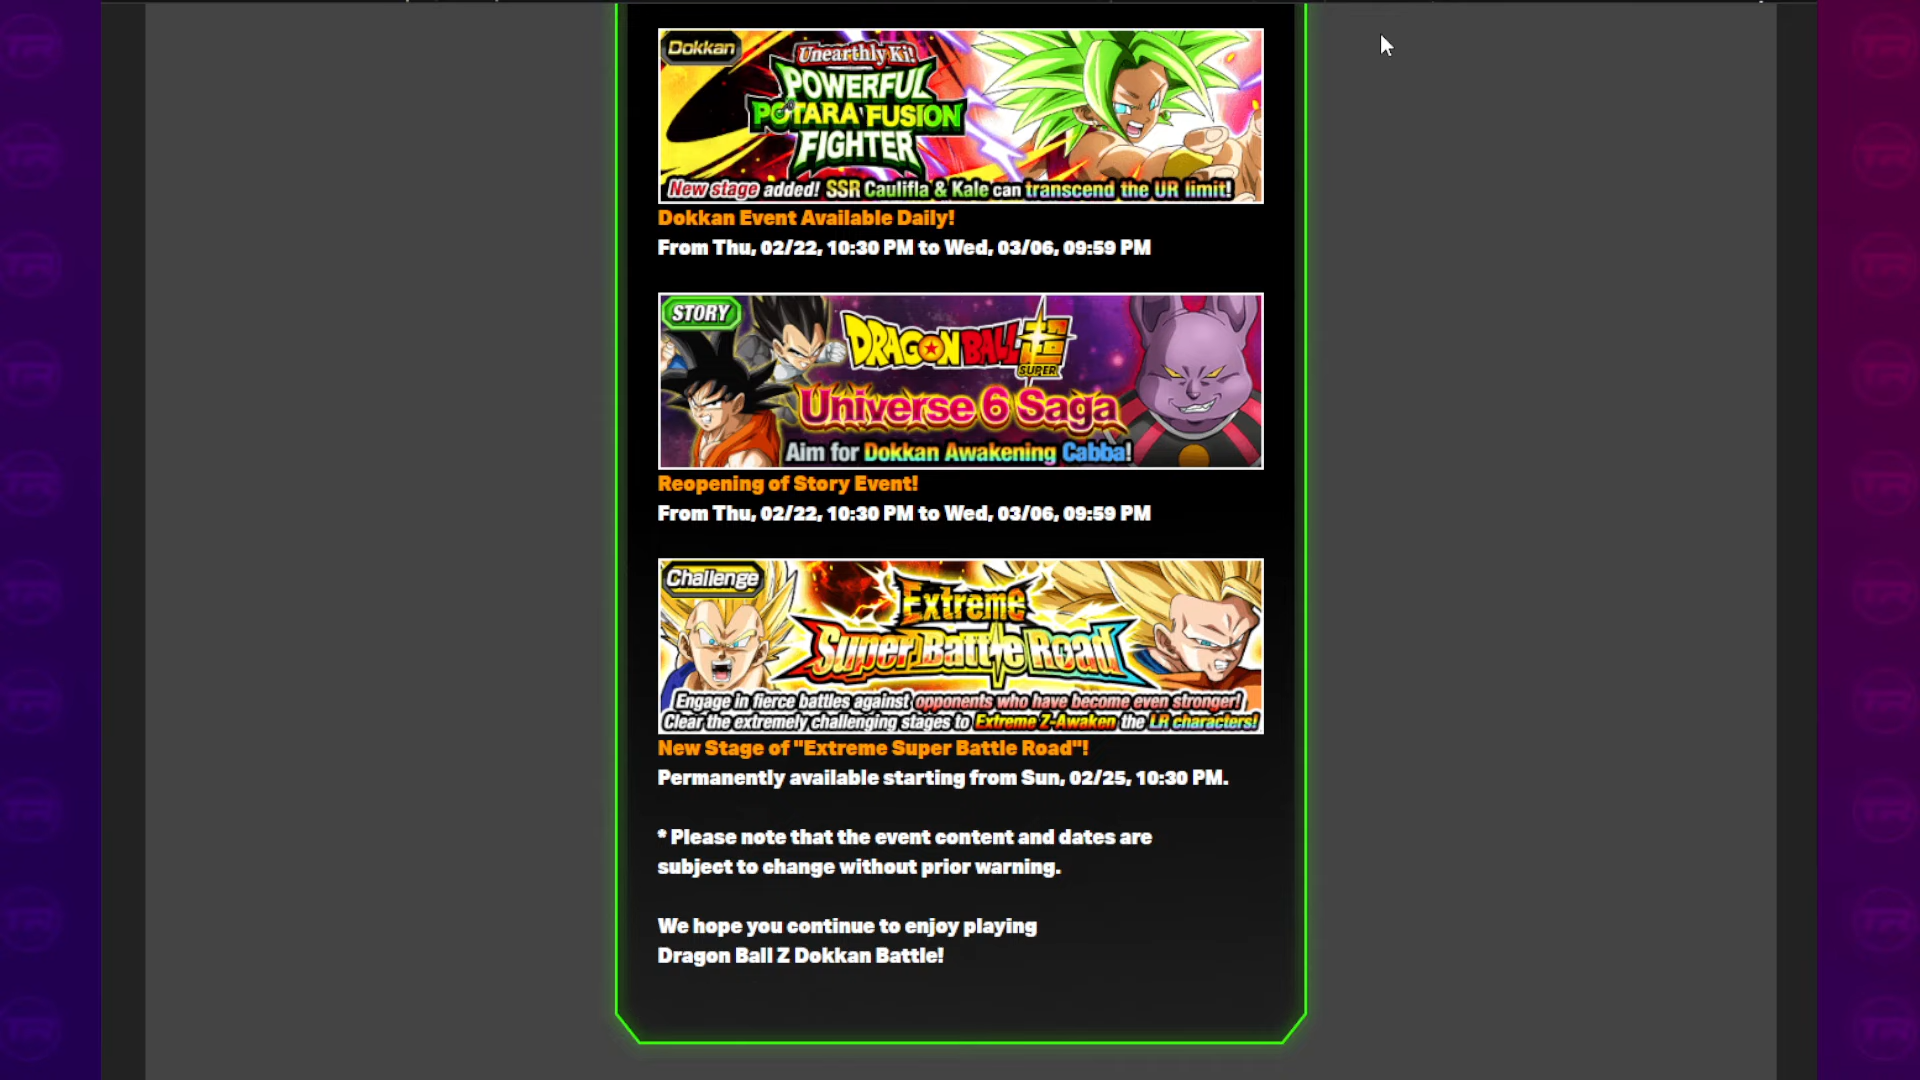 Dokkan
Unearthly Ki!
POWERFUL
POTARA FUSION
FIGHTER
New stage added! SSR Caulifla & Kale can transcend the UR limit!
Dokkan Event Available Daily!
From Thu, 02/22, 10:30 PM to Wed, 03/06, 09:59 PM
STORY
DRAGON BALL超
SUPER
Universe 6 Saga
Aim for Dokkan Awakening Cabba!
Reopening of Story Event!
From Thu, 02/22, 10:30 PM to Wed, 03/06, 09:59 PM
Challenge
Extreme
Super Battle Road
Engage in fierce battles against opponents who have become even stronger!
Clear the extremely challenging stages to Extreme Z-Awaken the LR characters!
New Stage of "Extreme Super Battle Road"!
Permanently available starting from Sun, 02/25, 10:30 PM.
* Please note that the event content and dates are
subject to change without prior warning.
We hope you continue to enjoy playing
Dragon Ball Z Dokkan Battle!